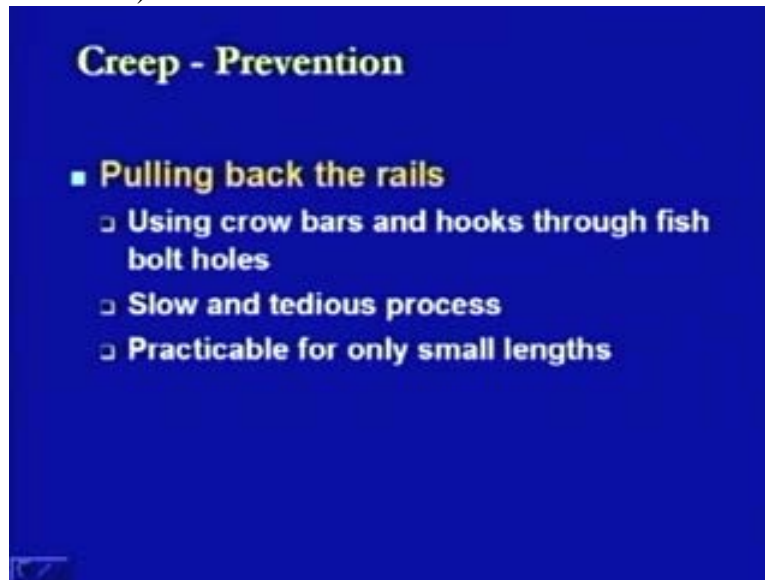 Creep - Prevention
Pulling back the rails
Using crow bars and hooks through fish
bolt holes
Slow and tedious process
Practicable for only small lengths